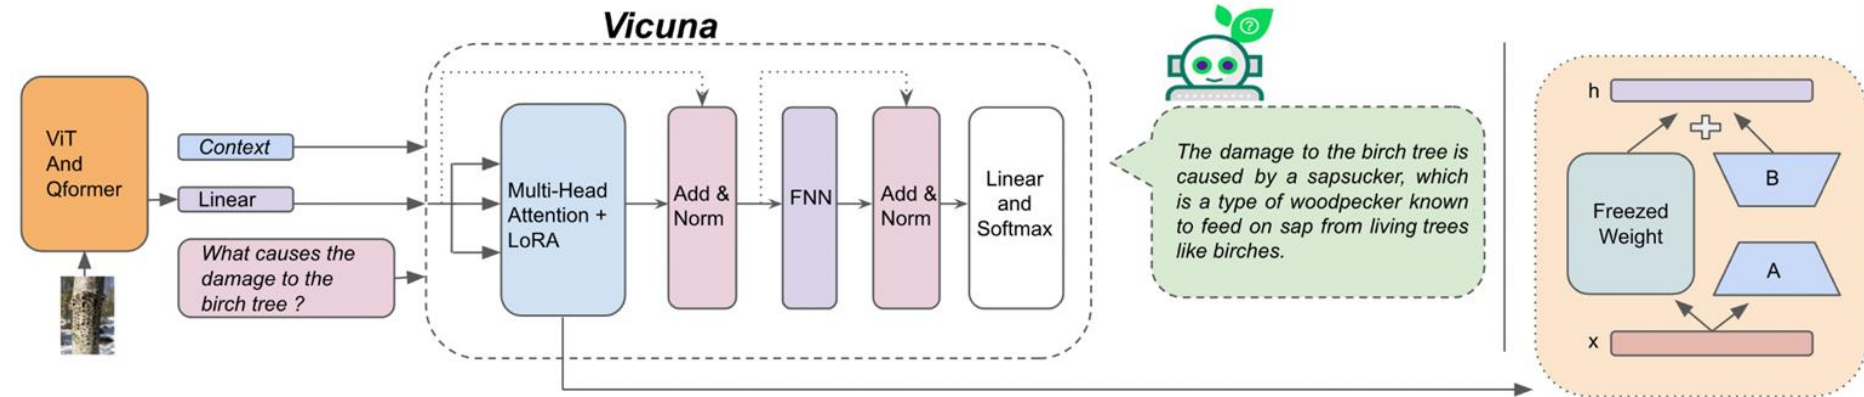 Vicuna
ViT
And
Qformer
Context
Linear
What causes the
damage to the
birch tree ?
Multi-Head
Attention +
LoRA
Add &
Norm
FNN
Add &
Norm
Linear
and
Softmax
?
The damage to the birch tree is
caused by a sapsucker, which
is a type of woodpecker known
to feed on sap from living trees
like birches.
h
B
Freezed
Weight
A
x